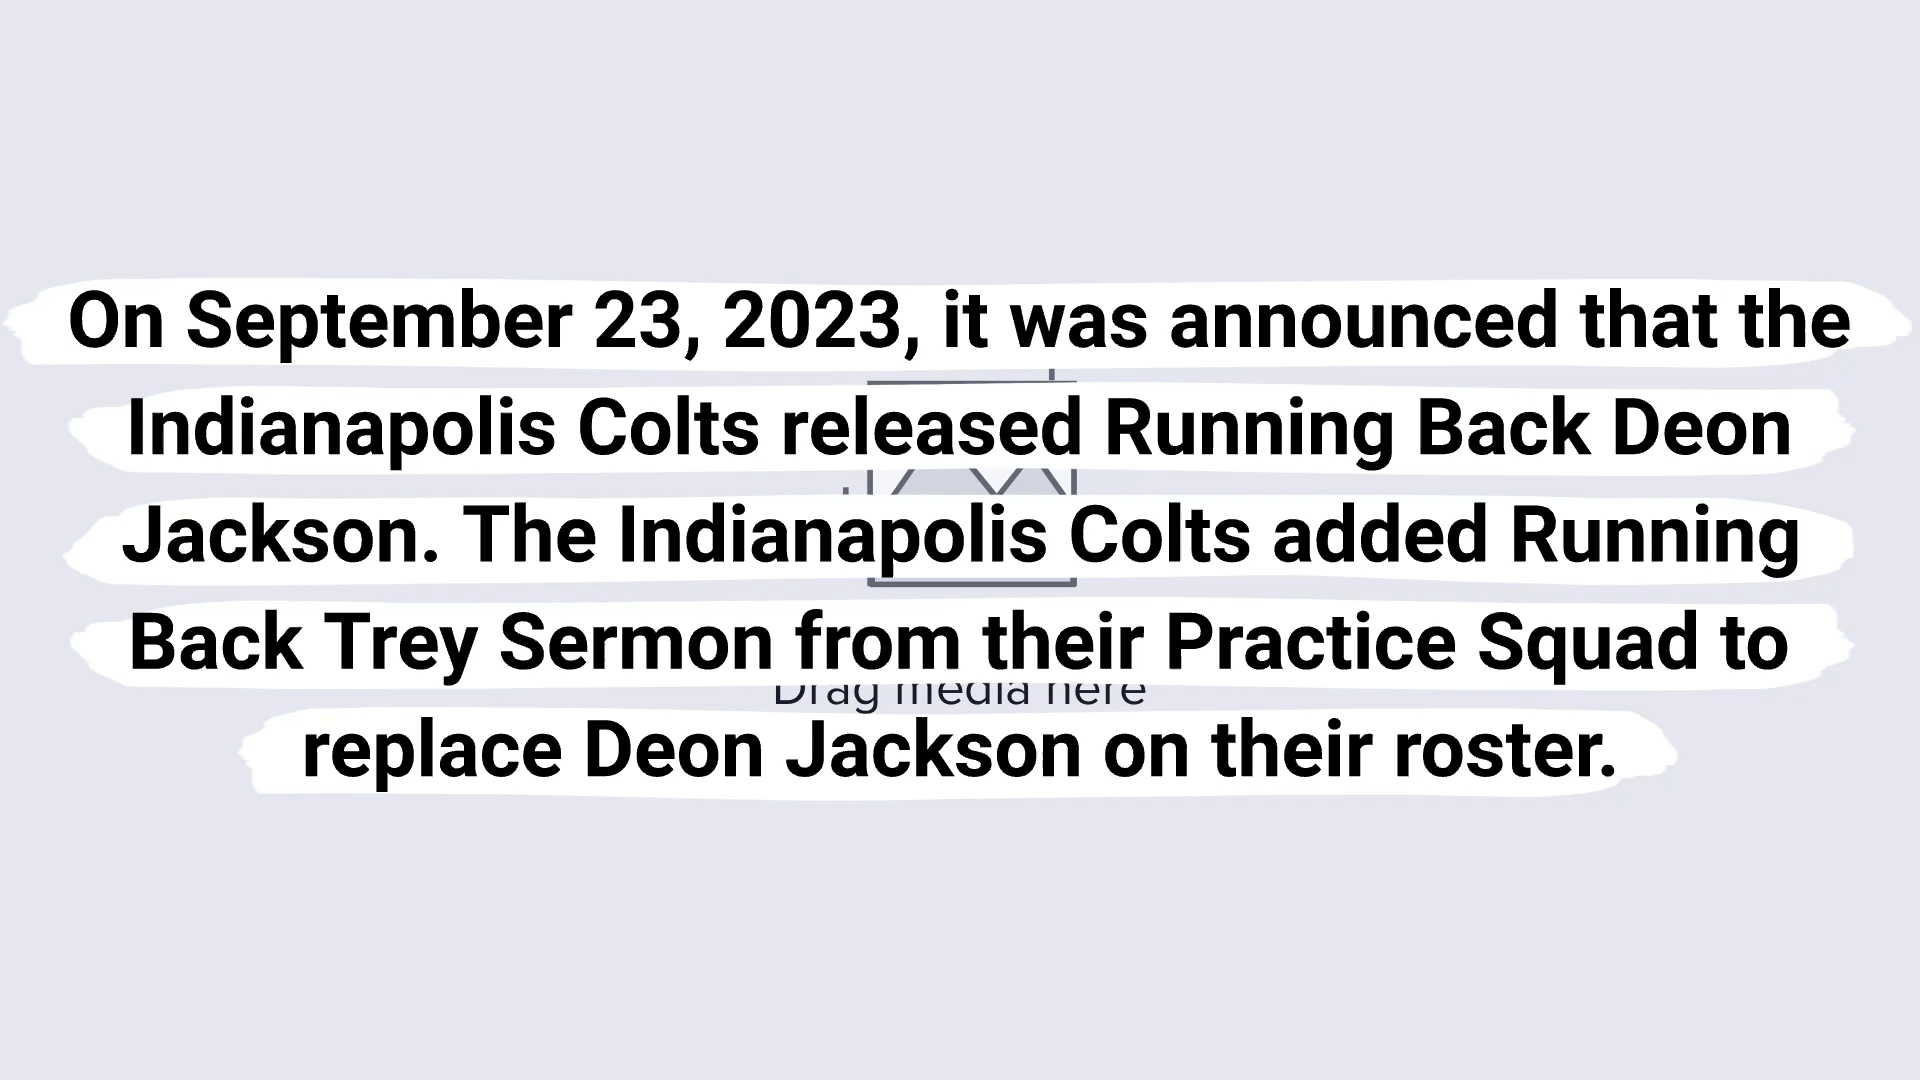 On September 23, 2023, it was announced that the
Indianapolis Colts released Running Back Deon
Jackson. The Indianapolis Colts added Running
Back Trey Sermon from their Practice Squad to
Drag media here
replace Deon Jackson on their roster.